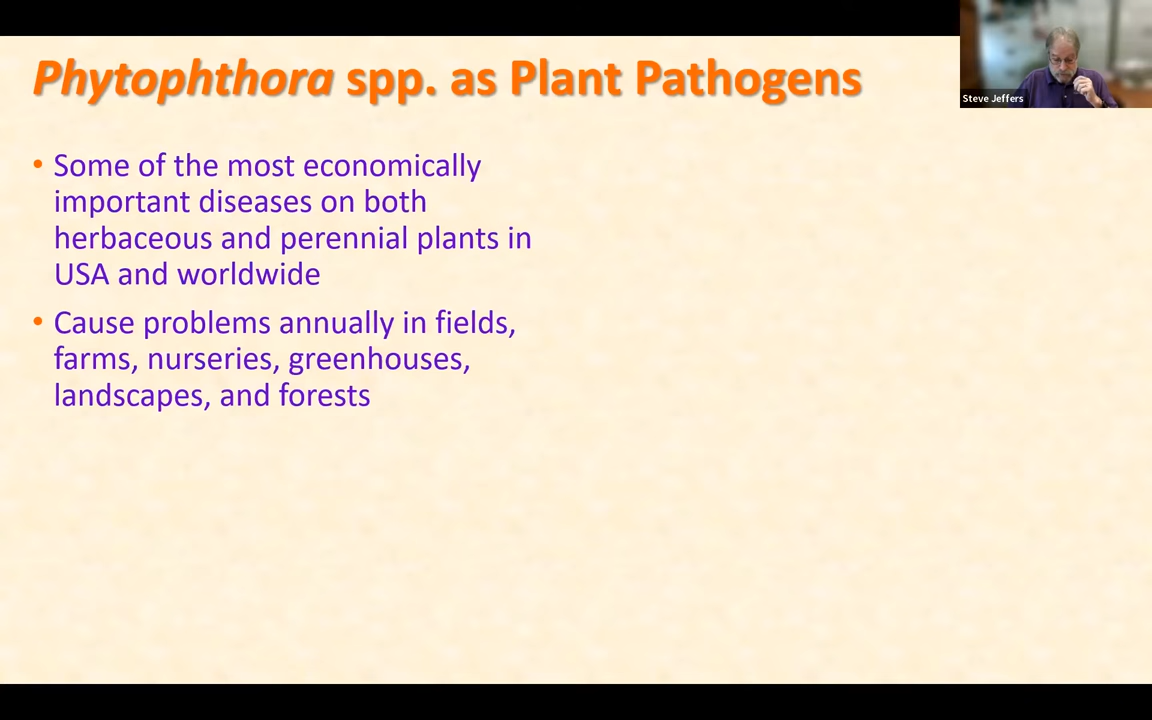 Phytophthora spp. as Plant Pathogens
Steve Jeffers
• Some of the most economically
important diseases on both
herbaceous and perennial plants in
USA and worldwide
• Cause problems annually in fields,
farms, nurseries, greenhouses,
landscapes, and forests